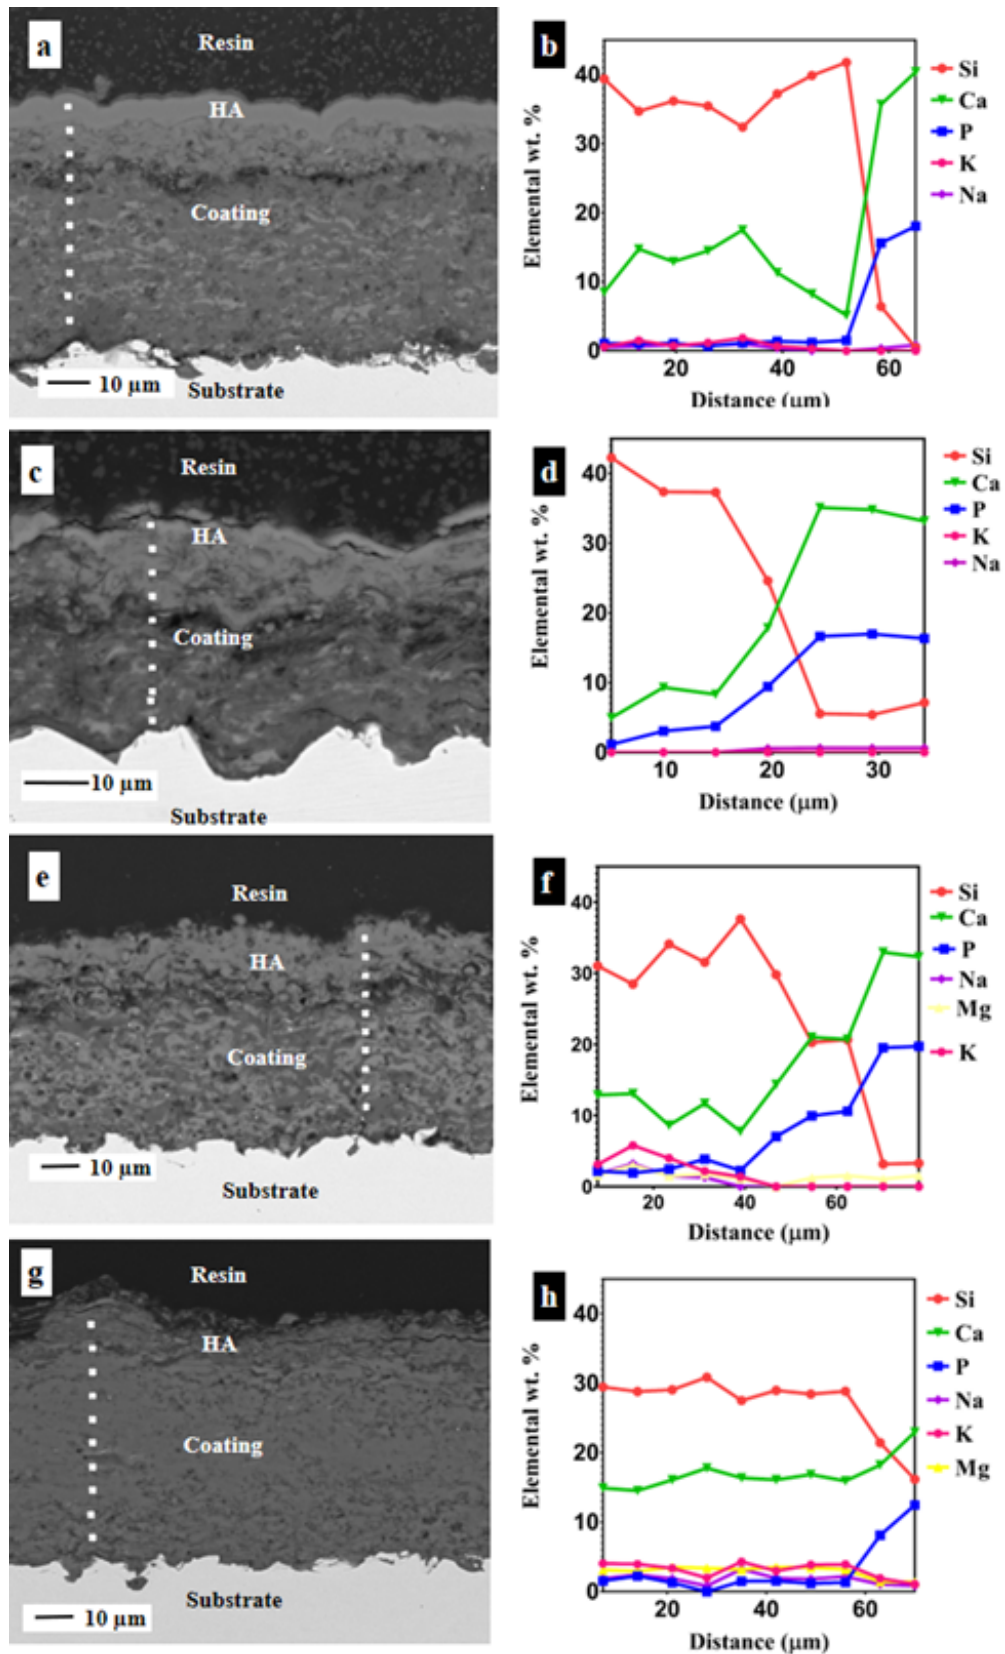 a
Resin
HA
Coating
10 µm
Substrate
b
Elemental wt. %
40
30
20
10
0
20
40
60
Distance (µm)
Si
Ca
P
K
Na
c
Resin
HA
Coating
10 µm
Substrate
d
Elemental wt. %
40
30
20
10
0
10
20
30
Distance (µm)
Si
Ca
P
K
Na
e
Resin
HA
Coating
10 µm
Substrate
f
Elemental wt. %
40
30
20
10
0
20
40
60
Distance (µm)
Si
Ca
P
Na
Mg
K
g
Resin
HA
Coating
10 µm
Substrate
h
Elemental wt. %
40
30
20
10
0
20
40
60
Distance (µm)
Si
Ca
P
Na
K
Mg